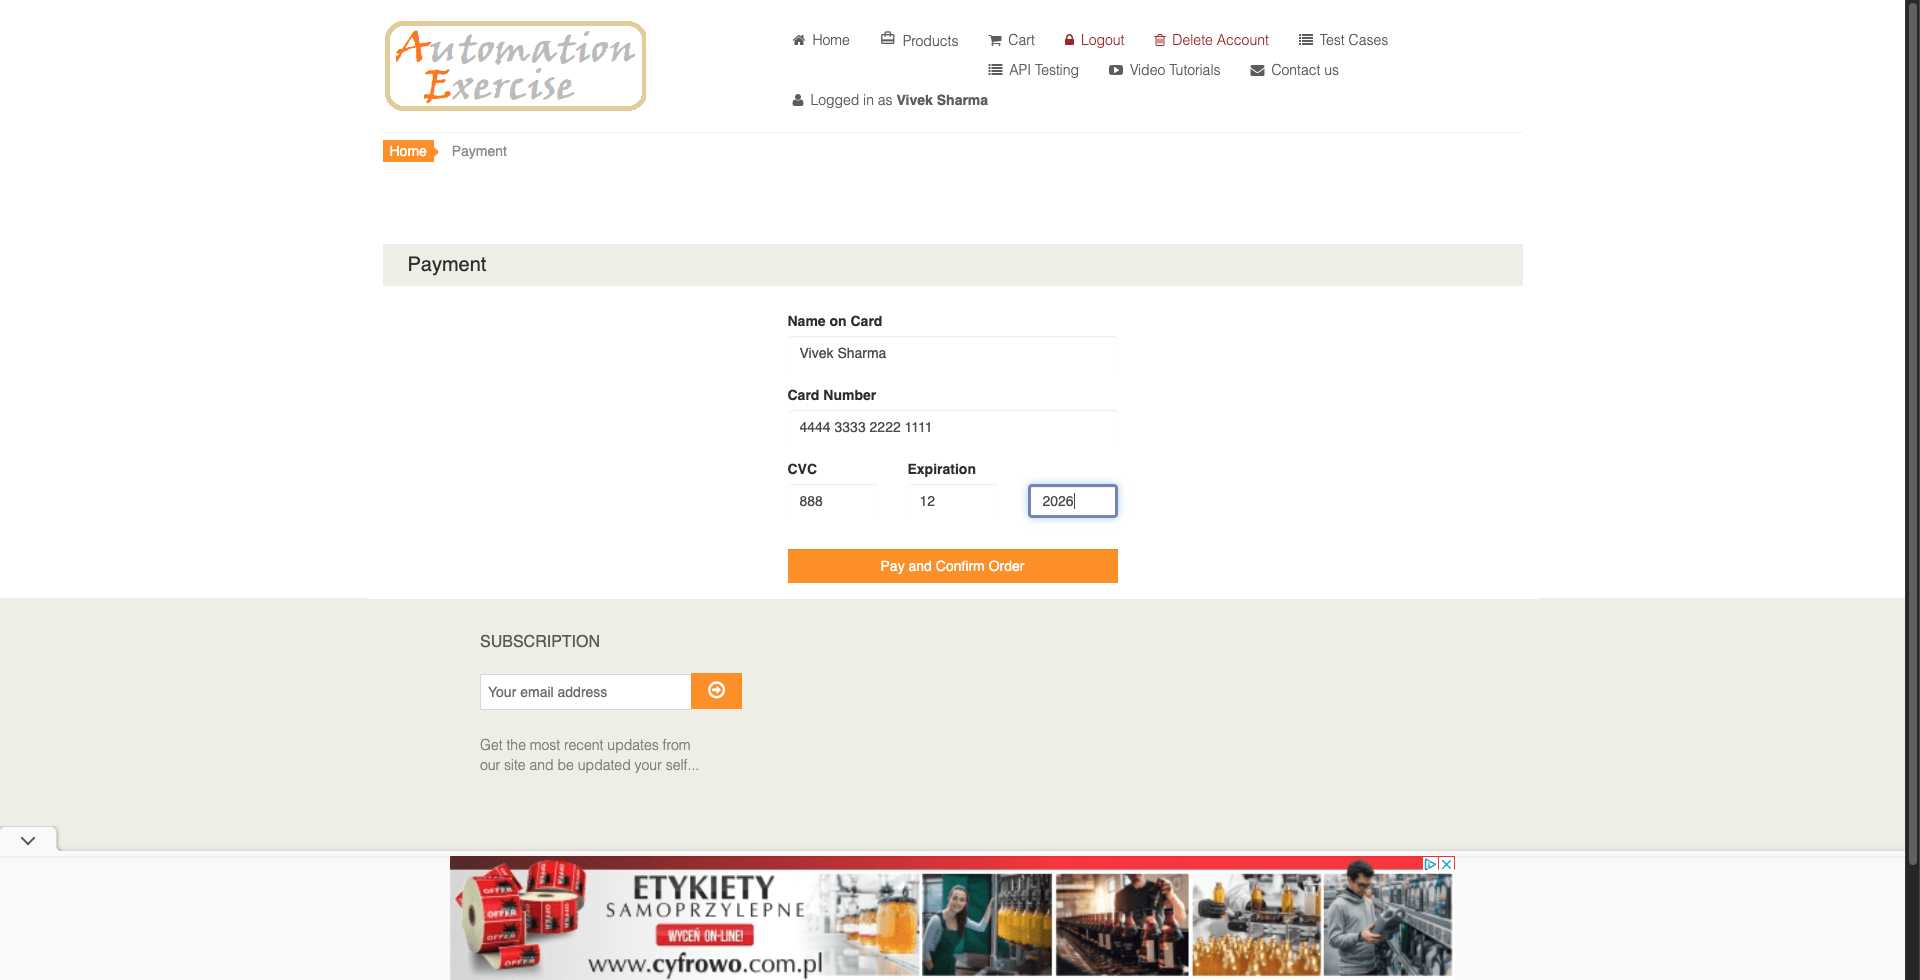 Automation
Exercise
Home
Products
Cart
Logout
Delete Account
Test Cases
API Testing
Video Tutorials
Contact us
Logged in as Vivek Sharma
Home
Payment
Payment
Name on Card
Vivek Sharma
Card Number
4444 3333 2222 1111
CVC
Expiration
888
12
2026
Pay and Confirm Order
SUBSCRIPTION
Your email address
Get the most recent updates from
our site and be updated your self...
ETYKIETY
SAMOPRZYLEPNE
WYCEŃ ON-LINE!
www.cyfrowo.com.pl
OFFER
OFFER
OFFER
OFFER